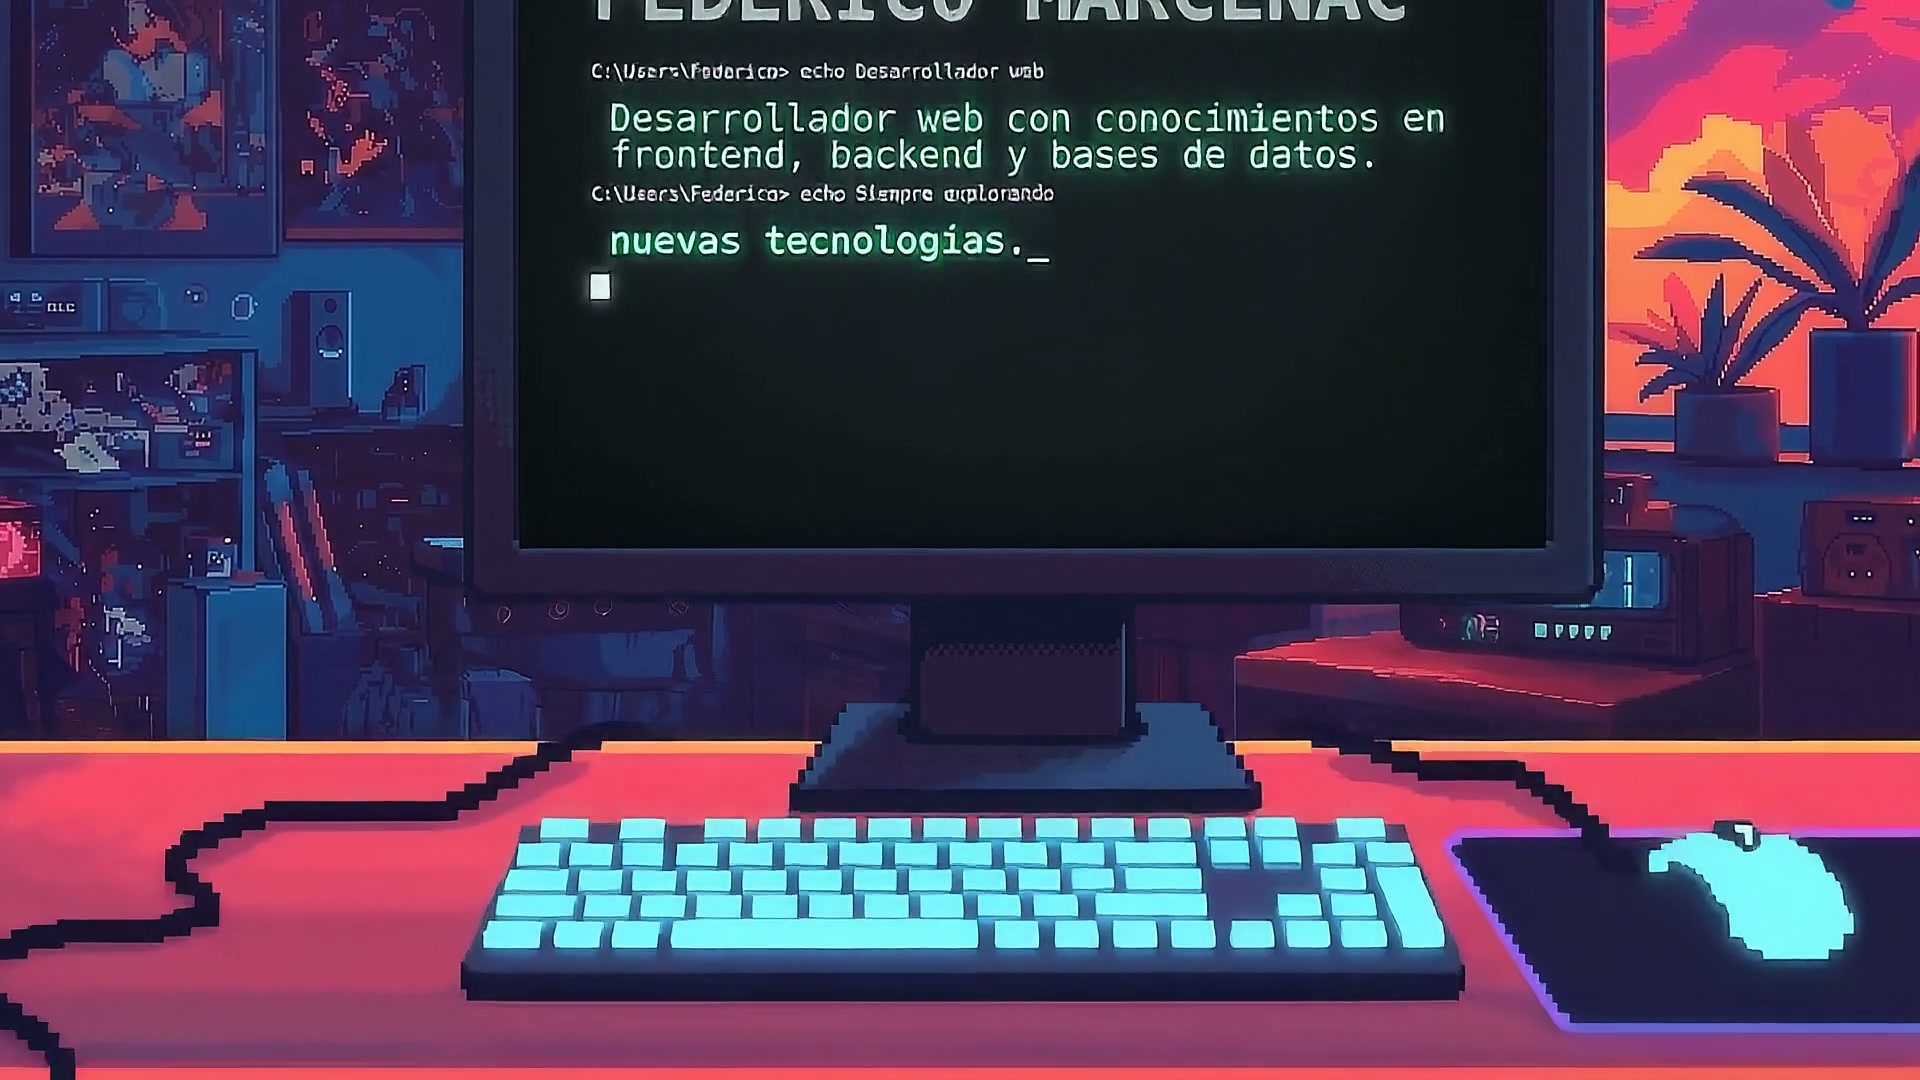 FEDERICO MARCENAC
C:\Users\Federico> echo Desarrollador web
Desarrollador web con conocimientos en
frontend, backend y bases de datos.
C:\Users\Federico> echo Siempre explorando
nuevas tecnologías._